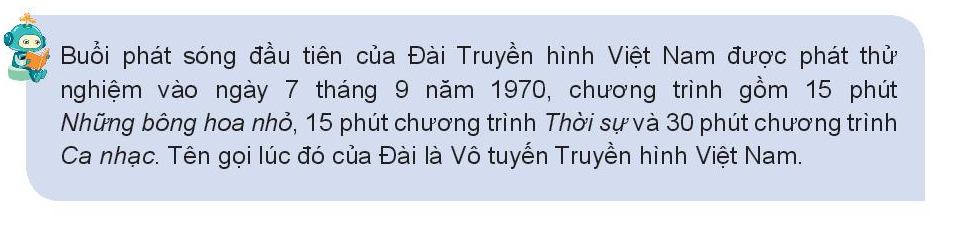 Buổi phát sóng đầu tiên của Đài Truyền hình Việt Nam được phát thử
nghiệm vào ngày 7 tháng 9 năm 1970, chương trình gồm 15 phút
Những bông hoa nhỏ, 15 phút chương trình Thời sự và 30 phút chương trình
Ca nhạc. Tên gọi lúc đó của Đài là Vô tuyến Truyền hình Việt Nam.